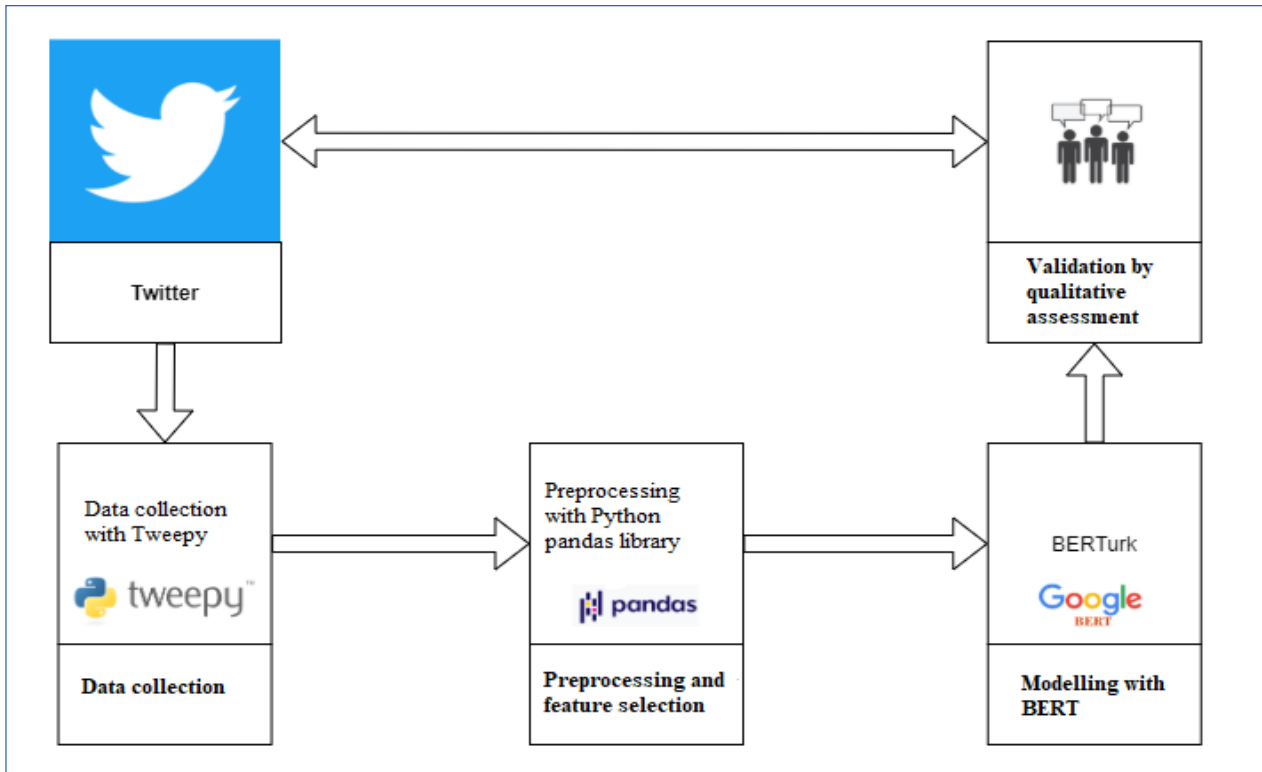 Twitter
Validation by
qualitative
assessment
Data collection
with Tweepy
tweepy™
Data collection
Preprocessing
with Python
pandas library
pandas
Preprocessing and
feature selection
BERTurk
Google
BERT
Modelling with
BERT